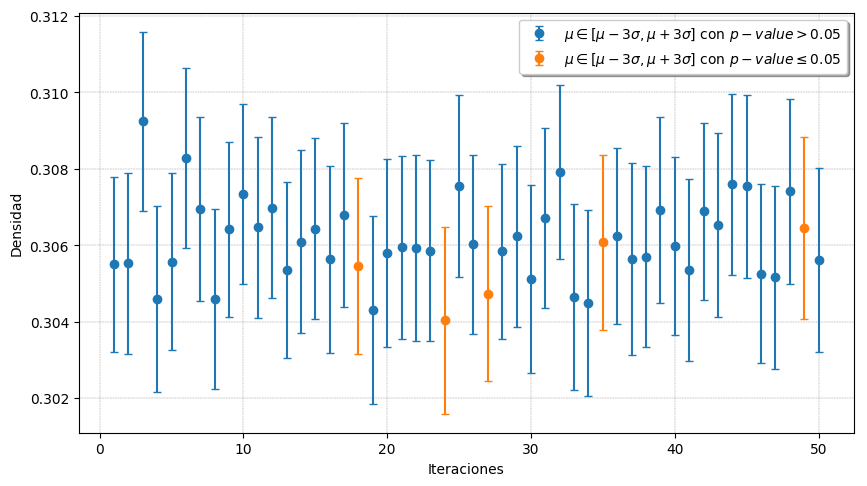 0.312
0.310
0.308
0.306
0.304
0.302
Densidad
μ ∈ [μ − 3σ, μ + 3σ] con p − value > 0.05
μ ∈ [μ − 3σ, μ + 3σ] con p − value ≤ 0.05
0 10 20 30 40 50
Iteraciones